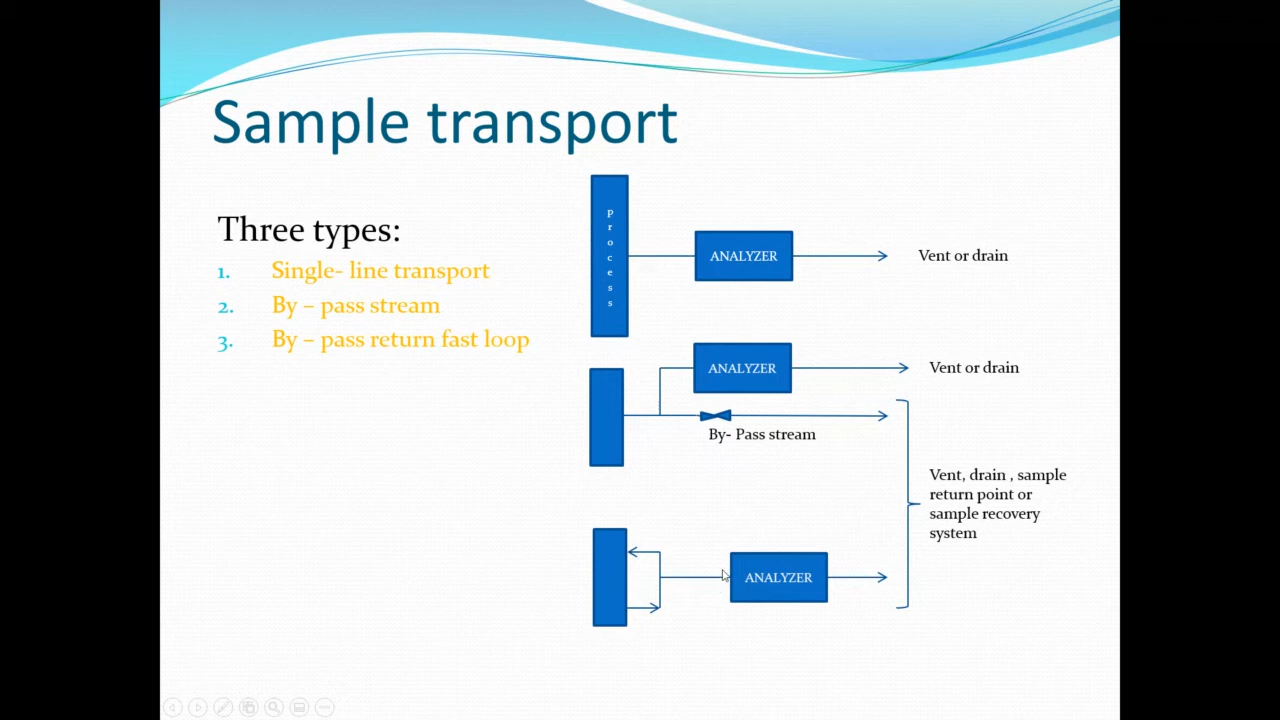 Sample transport
Three types:
1. Single- line transport
2. By – pass stream
3. By – pass return fast loop
Process
ANALYZER
Vent or drain
ANALYZER
Vent or drain
By- Pass stream
Vent, drain , sample
return point or
sample recovery
system
ANALYZER